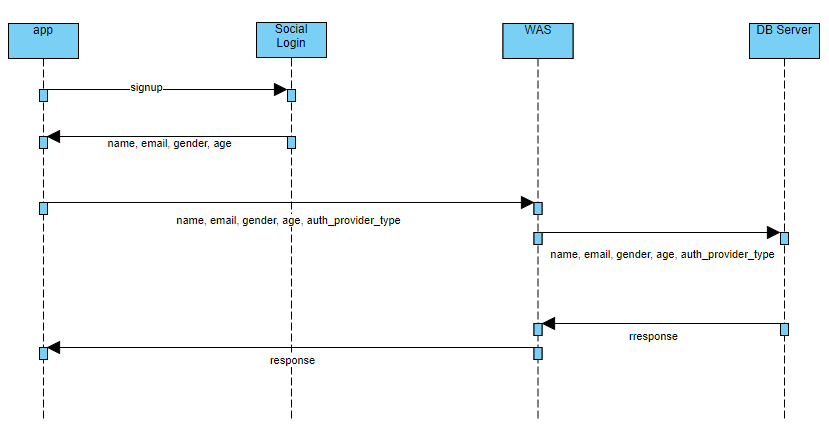 app
Social
Login
WAS
DB Server
signup
name, email, gender, age
name, email, gender, age, auth_provider_type
name, email, gender, age, auth_provider_type
rresponse
response